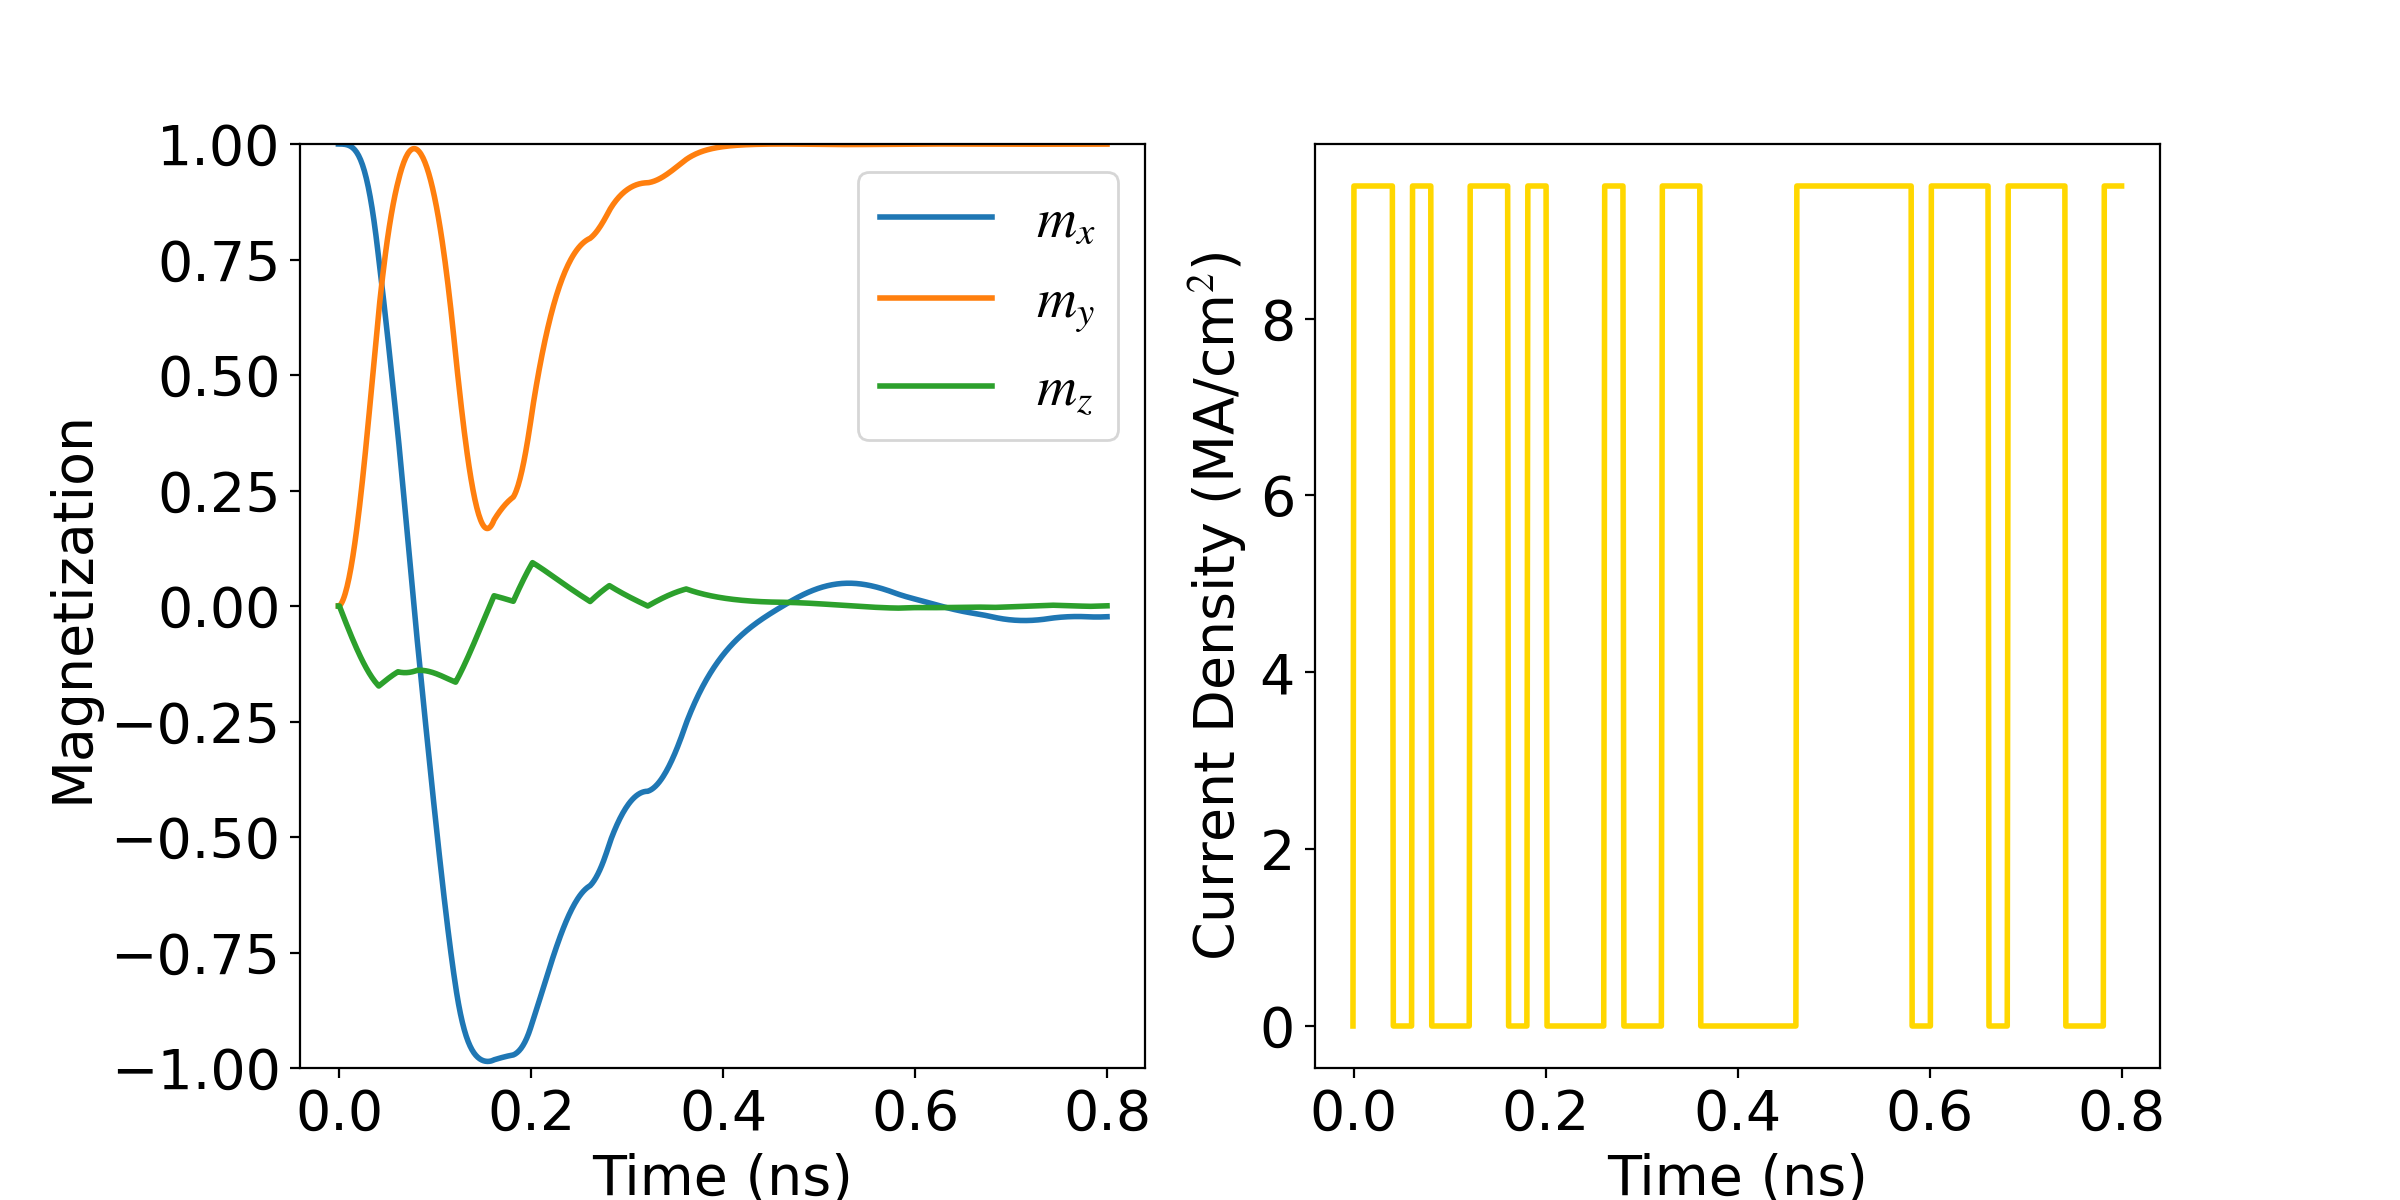 1.00
0.75
0.50
0.25
0.00
−0.25
−0.50
−0.75
−1.00
Magnetization
0.0 0.2 0.4 0.6 0.8
Time (ns)
m_x
m_y
m_z
8
6
4
2
0
Current Density (MA/cm²)
0.0 0.2 0.4 0.6 0.8
Time (ns)